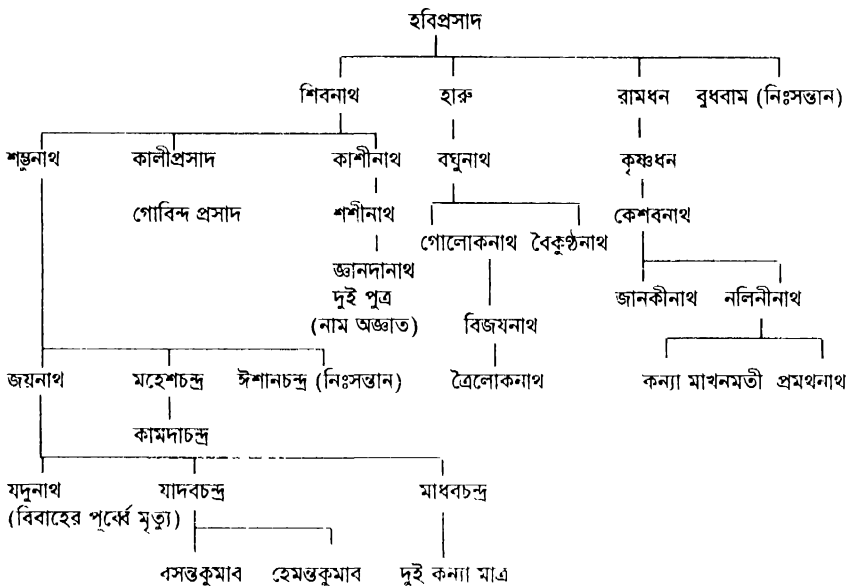 হবিপ্রসাদ
শিবনাথ হারু রামধন বুধবাম (নিঃসন্তান)
শম্ভুনাথ কালীপ্রসাদ কাশীনাথ বঘুনাথ কৃষ্ণধন
গোবিন্দ প্রসাদ শশীনাথ কেশবনাথ
গোলোকনাথ বৈকুণ্ঠনাথ
জ্ঞানদানাথ
দুই পুত্র জানকীনাথ নলিনীনাথ
(নাম অজ্ঞাত) বিজযনাথ
জয়নাথ মহেশচন্দ্র ঈশানচন্দ্র (নিঃসন্তান) ত্রৈলোকনাথ কন্যা মাখনমতী প্রমথনাথ
কামদাচন্দ্র
যদুনাথ যাদবচন্দ্র মাধবচন্দ্র
(বিবাহের পূর্ব্বে মৃত্যু)
বসন্তকুমাব হেমন্তকুমাব দুই কন্যা মাত্র